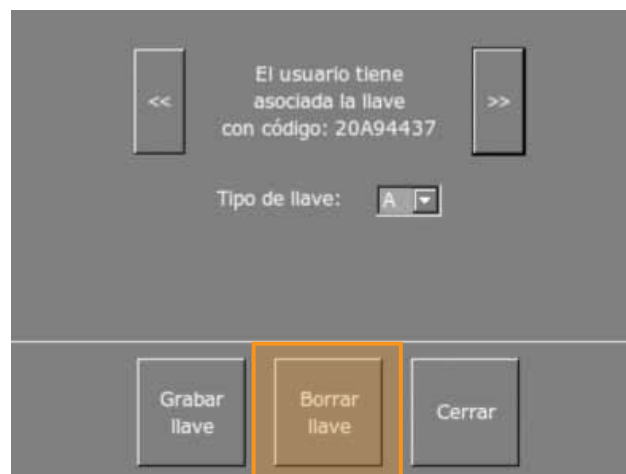 <<
El usuario tiene
asociada la llave
con código: 20A94437
>>
Tipo de llave: A
Grabar
llave
Borrar
llave
Cerrar